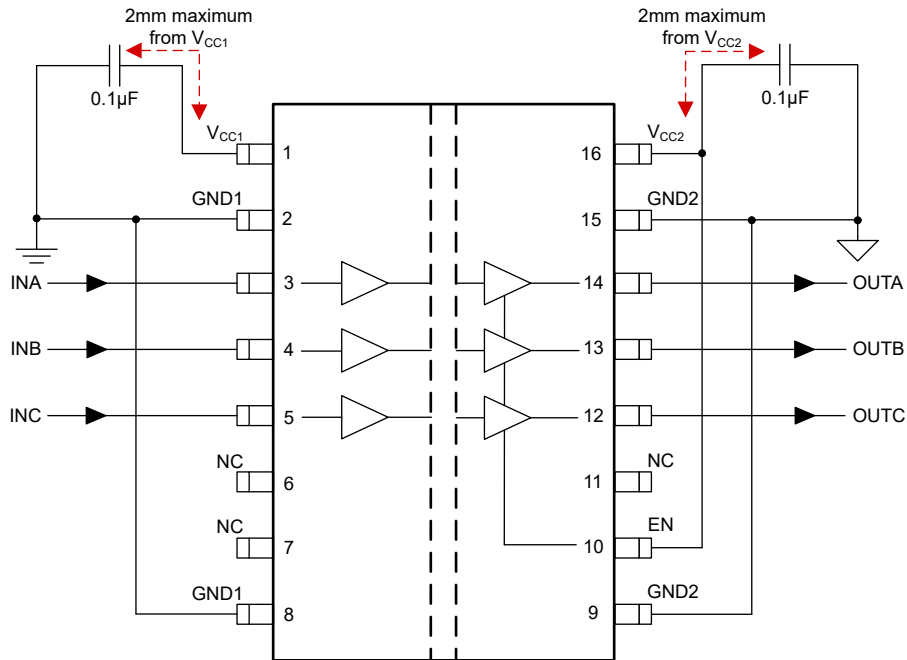 2mm maximum
from VCC1
2mm maximum
from VCC2
0.1µF
0.1µF
VCC1
1
16
VCC2
GND1
2
15
GND2
INA
3
14
OUTA
INB
4
13
OUTB
INC
5
12
OUTC
NC
6
11
NC
NC
7
10
EN
GND1
8
9
GND2